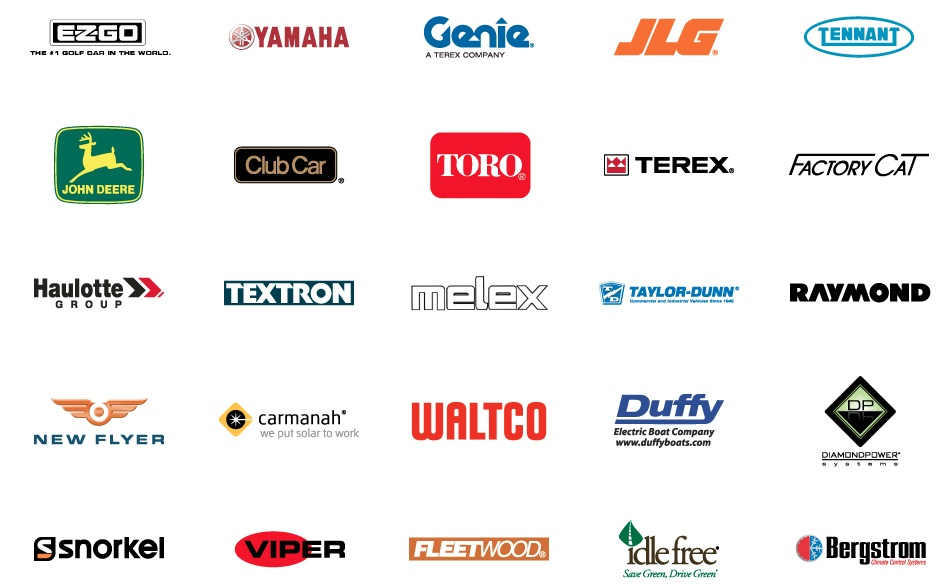 EZGO
THE #1 GOLF CAR IN THE WORLD.
YAMAHA
Genie®
A TEREX COMPANY
JLG®
TENNANT
JOHN DEERE
Club Car®
TORO®
TEREX®
FACTORY CAT
Haulotte
GROUP
TEXTRON
melex
TAYLOR-DUNN®
Commercial and Industrial Vehicles Since 1949
RAYMOND
NEW FLYER
carmanah®
we put solar to work
WALTCO
Duffy
Electric Boat Company
www.duffyboats.com
DP
DIAMONDPOWER®
systems
snorkel
VIPER
FLEETWOOD®
idle free®
Save Green, Drive Green®
Bergstrom
Climate Control Systems